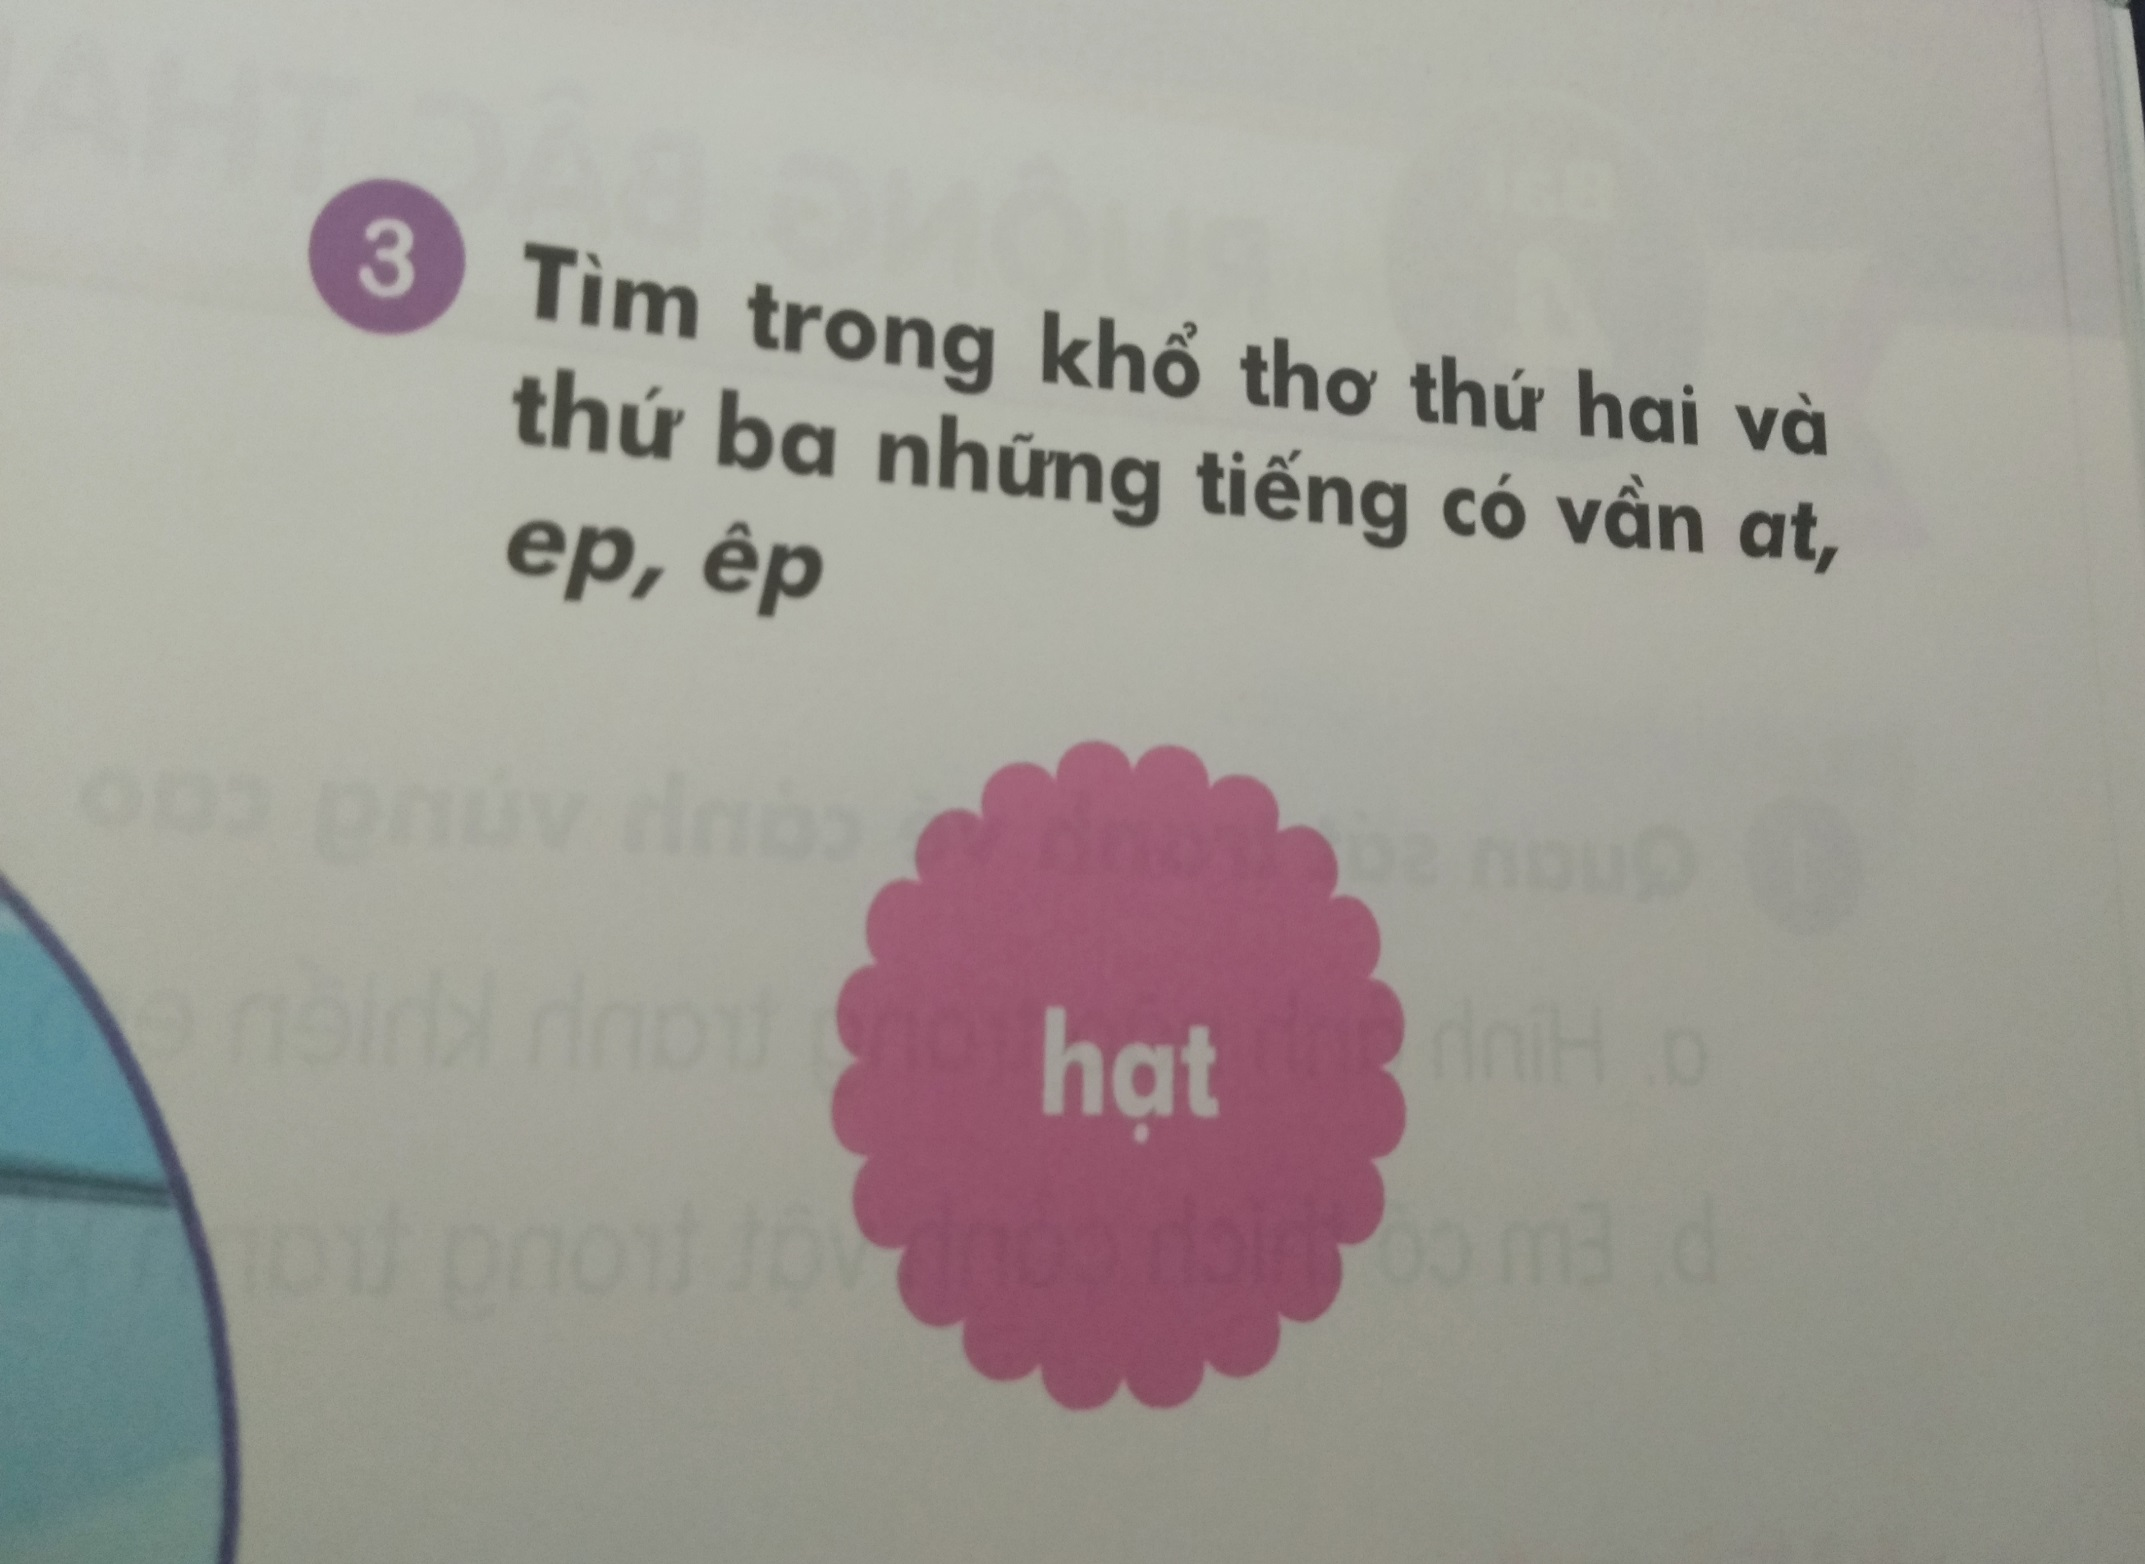 3 Tìm trong khổ thơ thứ hai và
thứ ba những tiếng có vần at,
ep, êp
hạt